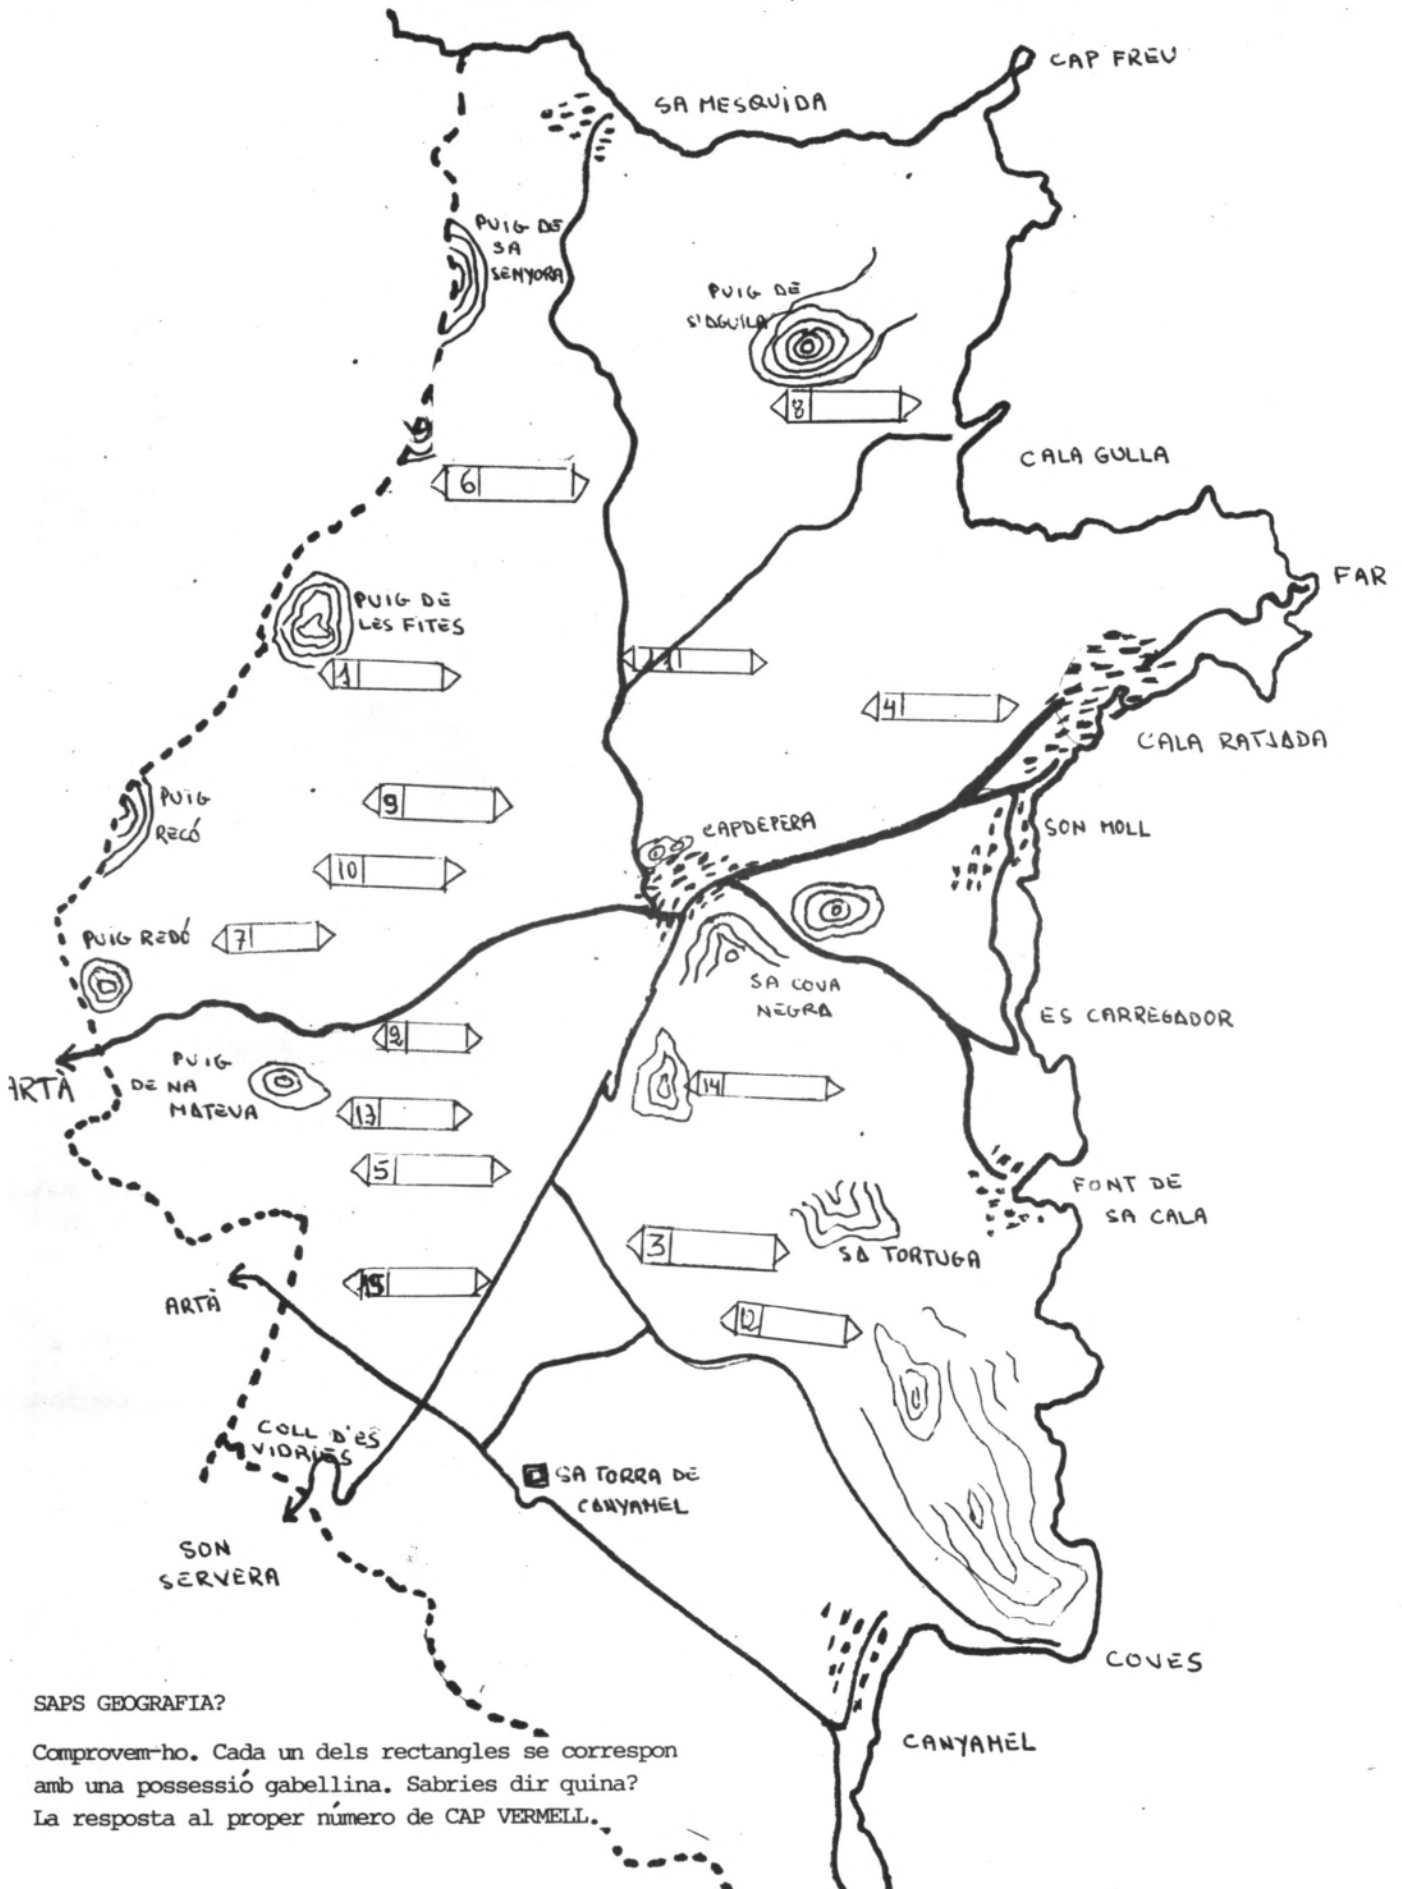 CAP FREU
SA MESQUIDA
PUIG DE
SA
SENYORA
PUIG DE
S'AGUILA
8
CALA GULLA
6
FAR
PUIG DE
LES FITES
1
11
4
CALA RATJADA
PUIG
RECÓ
9
CAPDEPERA
SON MOLL
10
PUIG REDÓ
7
SA COVA
NEGRA
ES CARREGADOR
2
ARTÀ
PUIG
DE NA
MATEVA
14
13
5
FONT DE
SA CALA
3
SA TORTUGA
15
ARTÀ
12
COLL D'ES
VIDRIES
SA TORRA DE
CANYAMEL
SON
SERVERA
COVES
CANYAMEL
SAPS GEOGRAFIA?
Comprovem-ho. Cada un dels rectangles se correspon
amb una possessió gabellina. Sabries dir quina?
La resposta al proper número de CAP VERMELL.